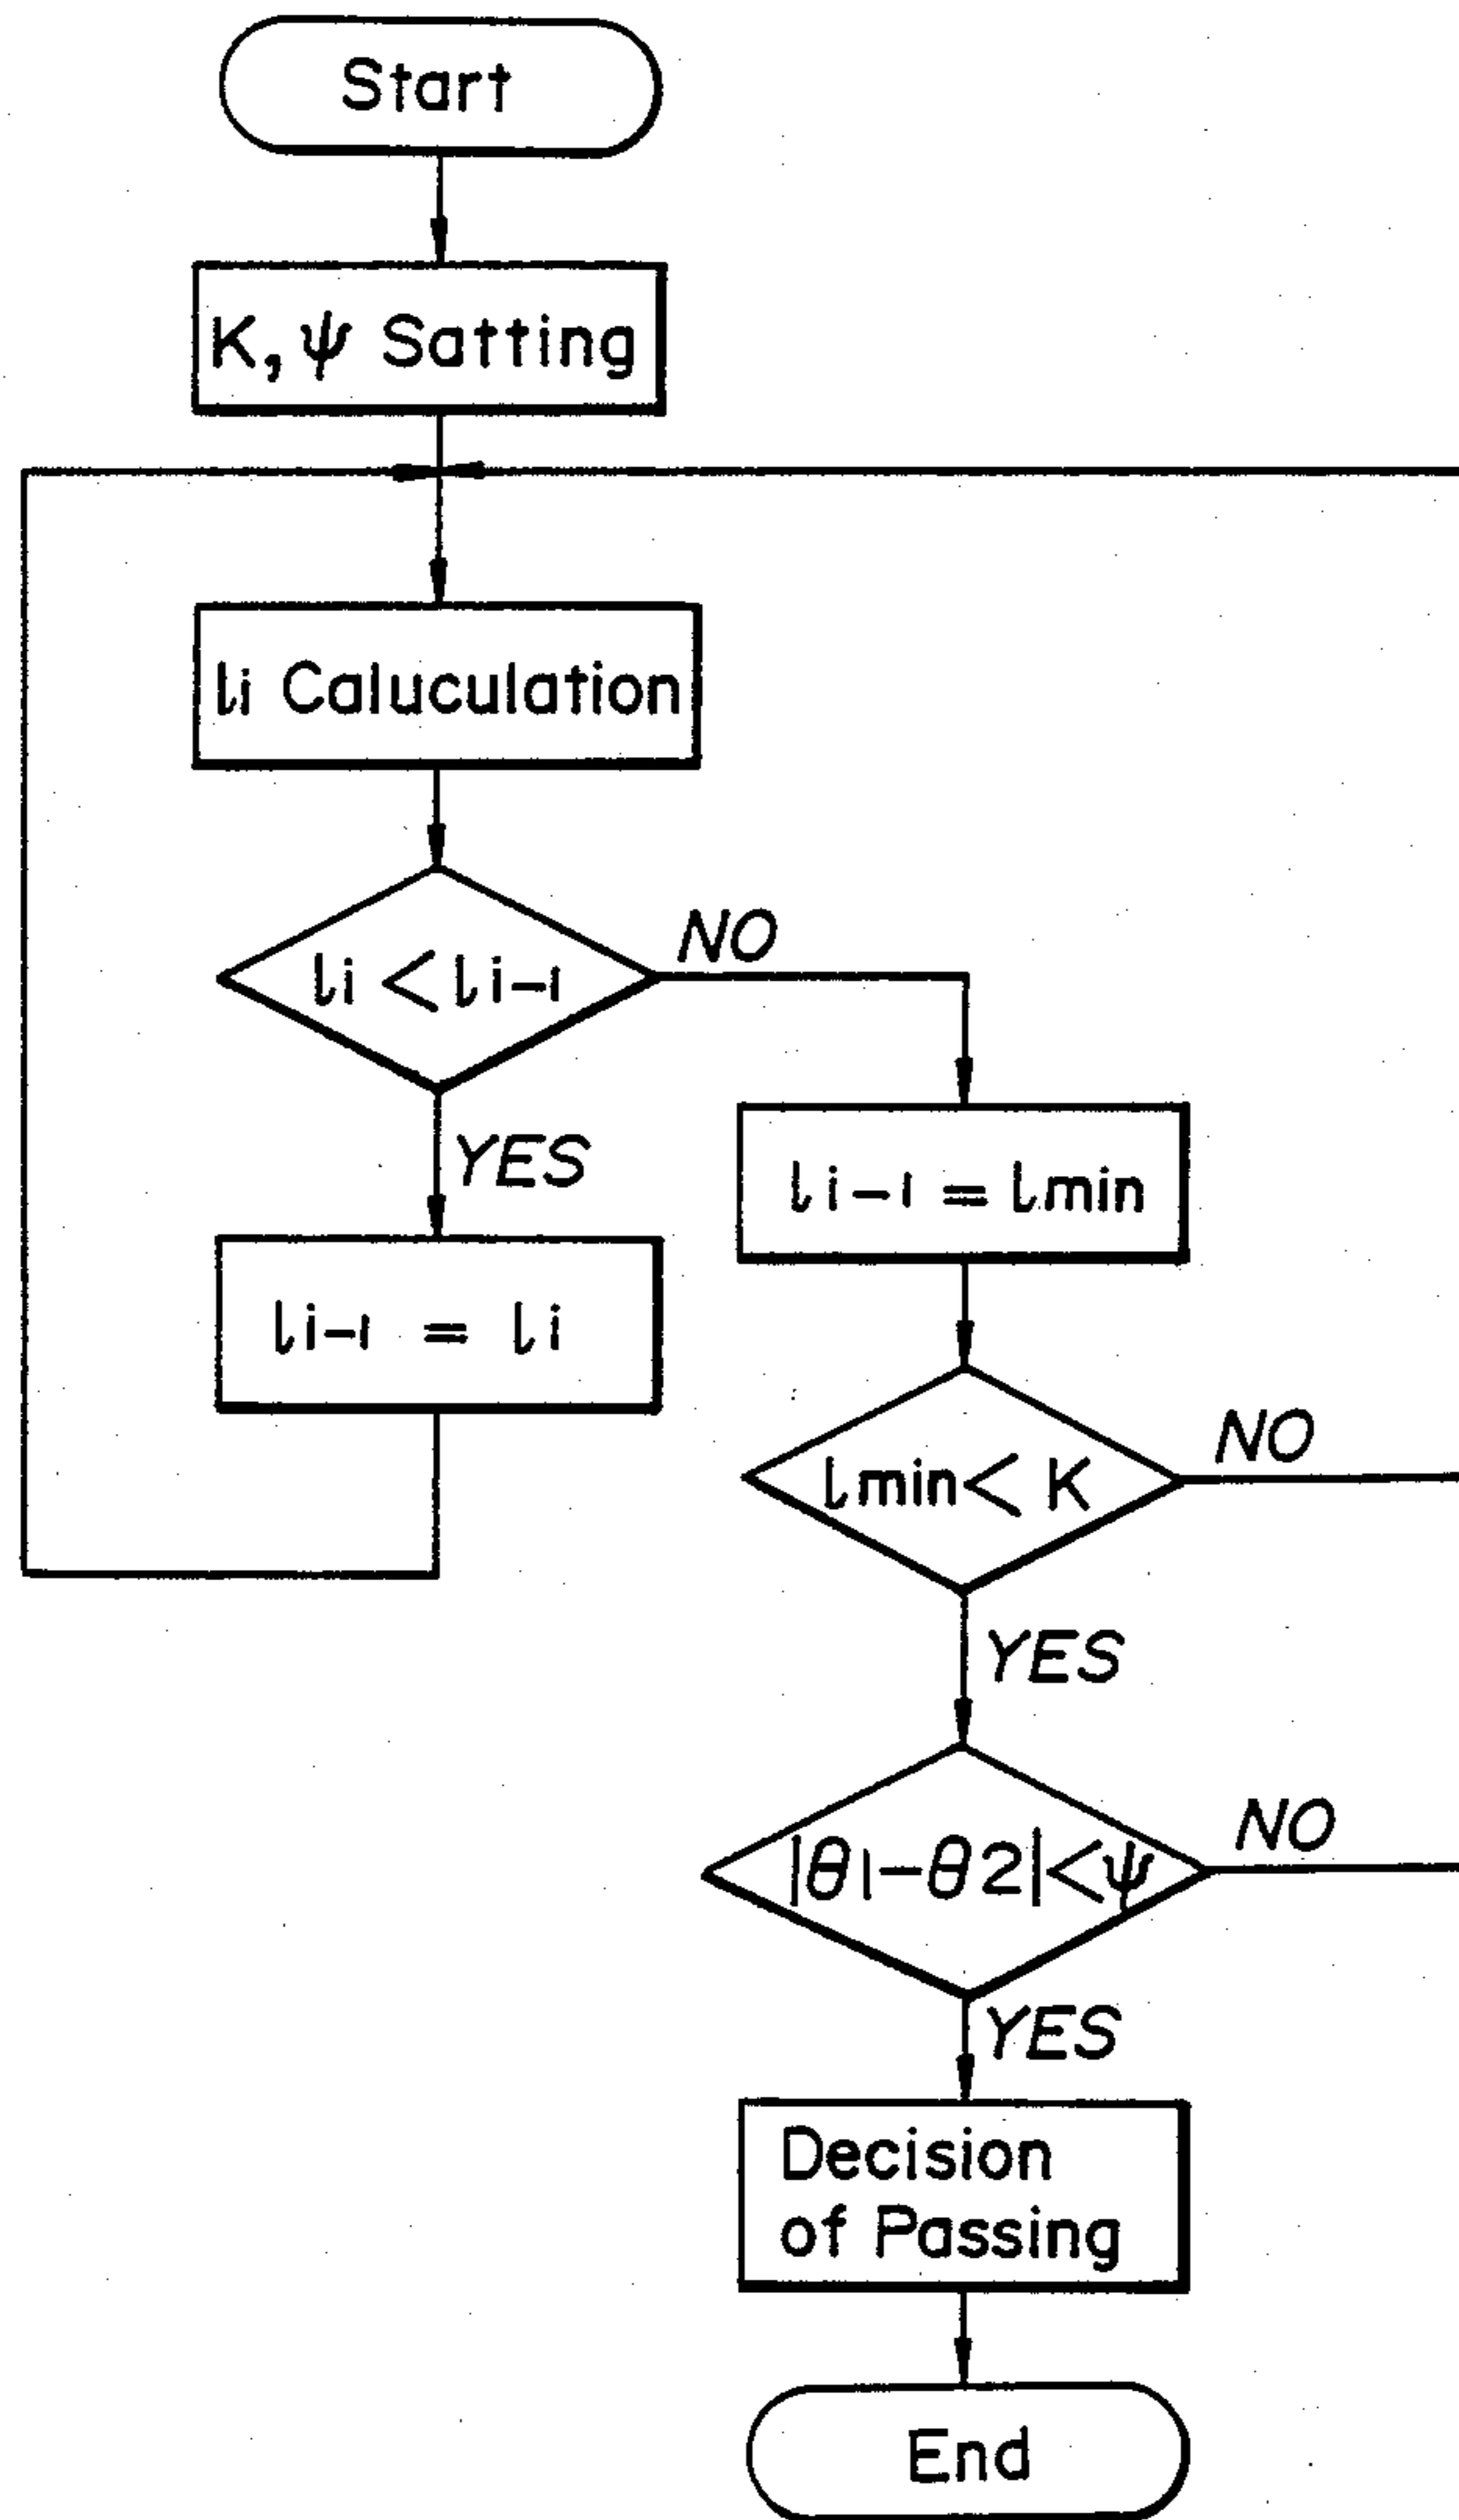 Start
K, ψ Satting
li Caluculation
li < li-1
NO
YES
li-1 = li
li-1 = lmin
lmin < K
NO
YES
|θ1-θ2|<ψ
NO
YES
Decision
of Passing
End